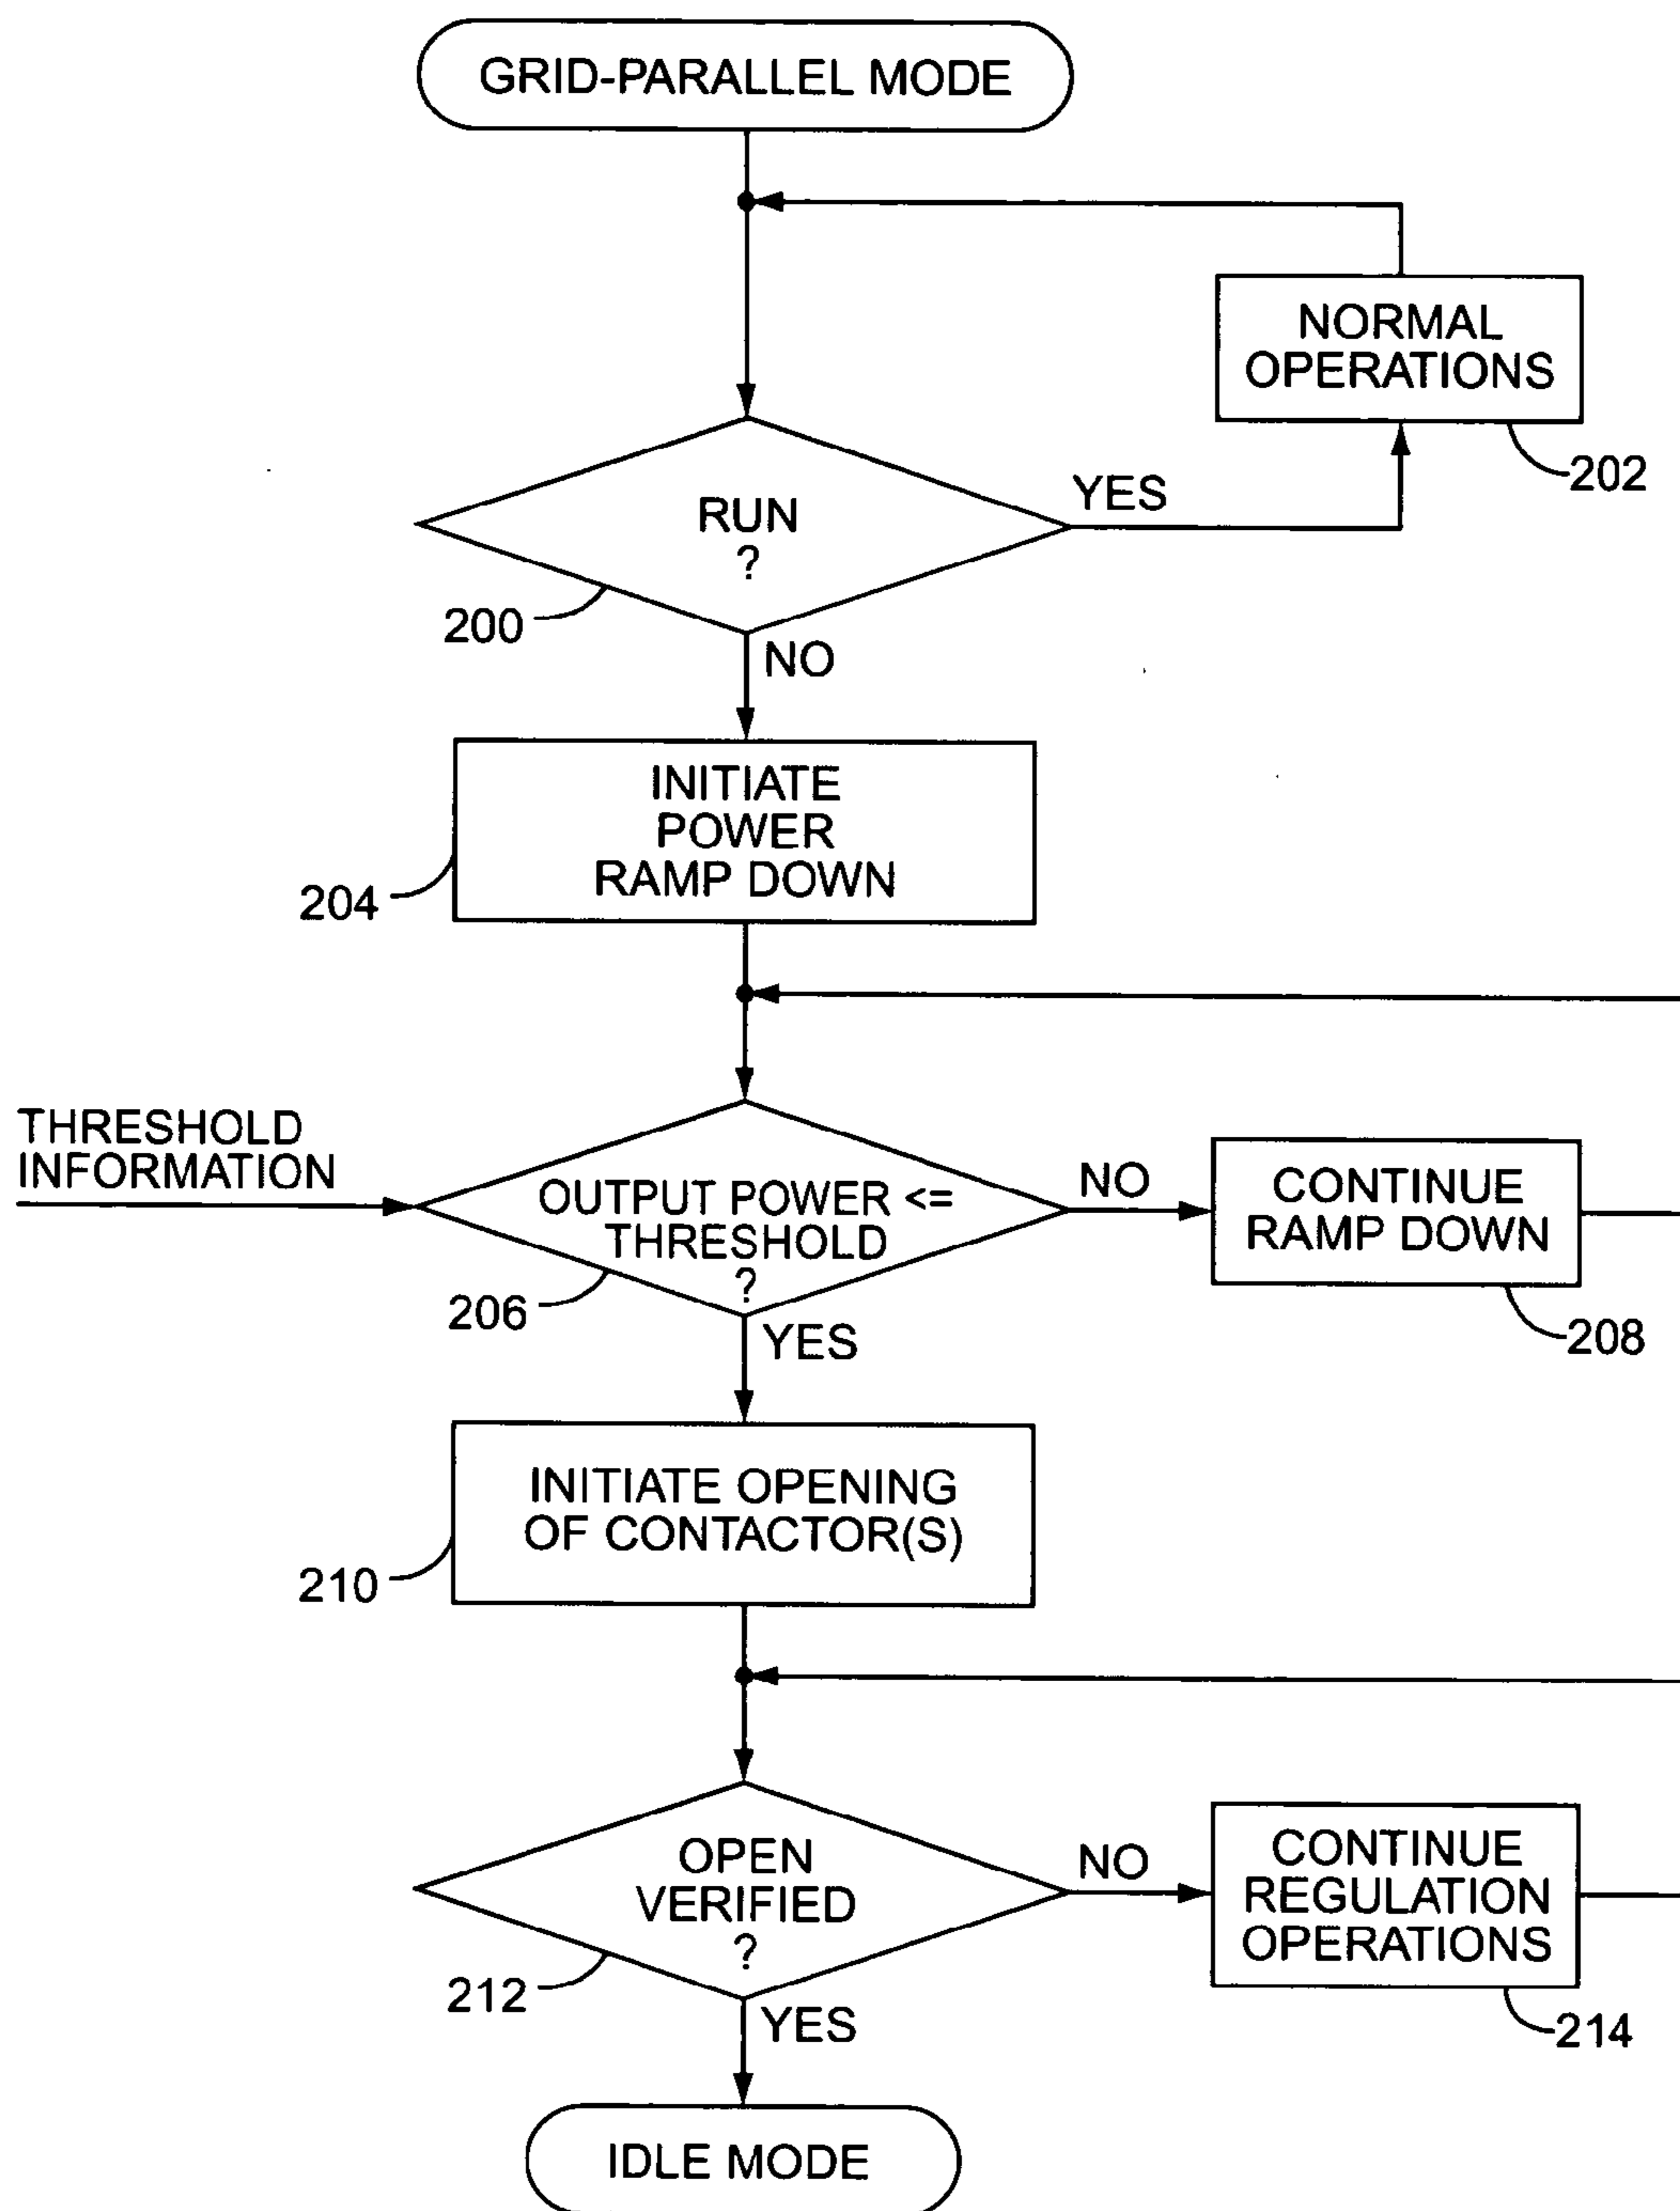 GRID-PARALLEL MODE
NORMAL
OPERATIONS
202
YES
RUN
?
200
NO
INITIATE
POWER
RAMP DOWN
204
THRESHOLD
INFORMATION
OUTPUT POWER <=
THRESHOLD
?
206
NO
CONTINUE
RAMP DOWN
208
YES
INITIATE OPENING
OF CONTACTOR(S)
210
OPEN
VERIFIED
?
212
NO
CONTINUE
REGULATION
OPERATIONS
214
YES
IDLE MODE